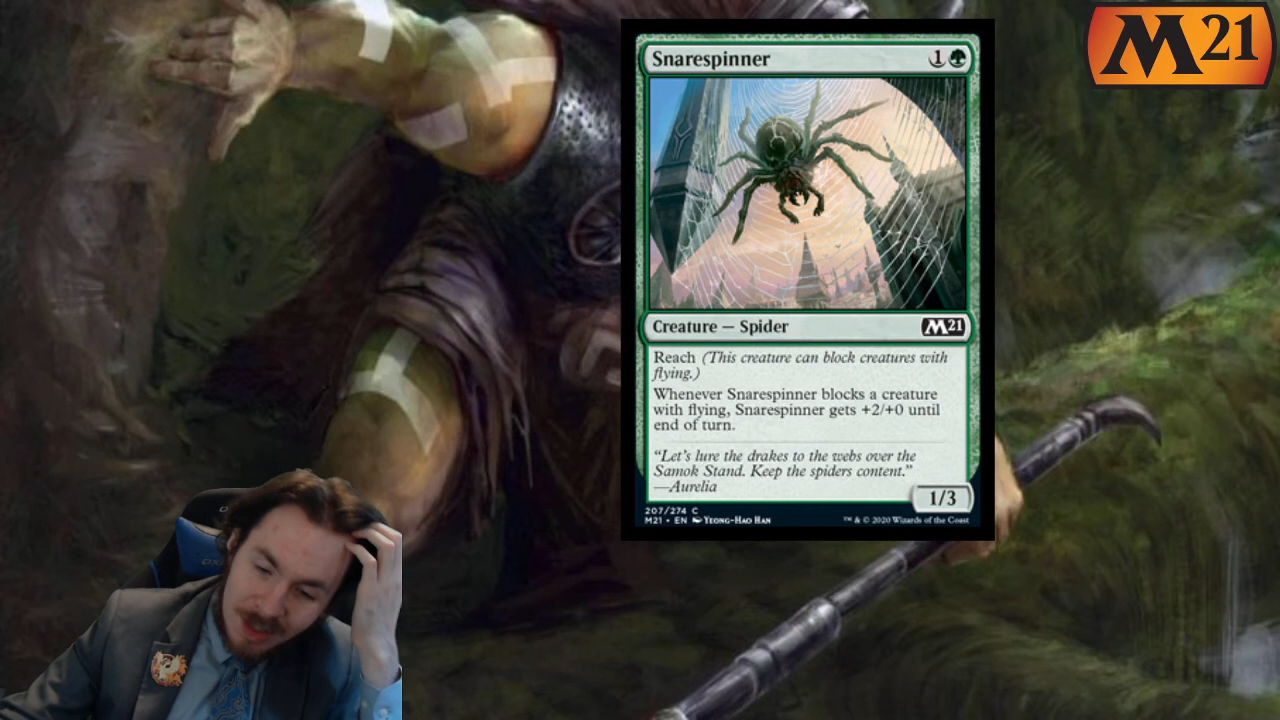 M21
Snarespinner 1
Creature — Spider M21
Reach (This creature can block creatures with
flying.)
Whenever Snarespinner blocks a creature
with flying, Snarespinner gets +2/+0 until
end of turn.
“Let’s lure the drakes to the webs over the
Samok Stand. Keep the spiders content.”
—Aurelia
1/3
207/274 C
M21 • EN Yeong-Hao Han
™ & © 2020 Wizards of the Coast